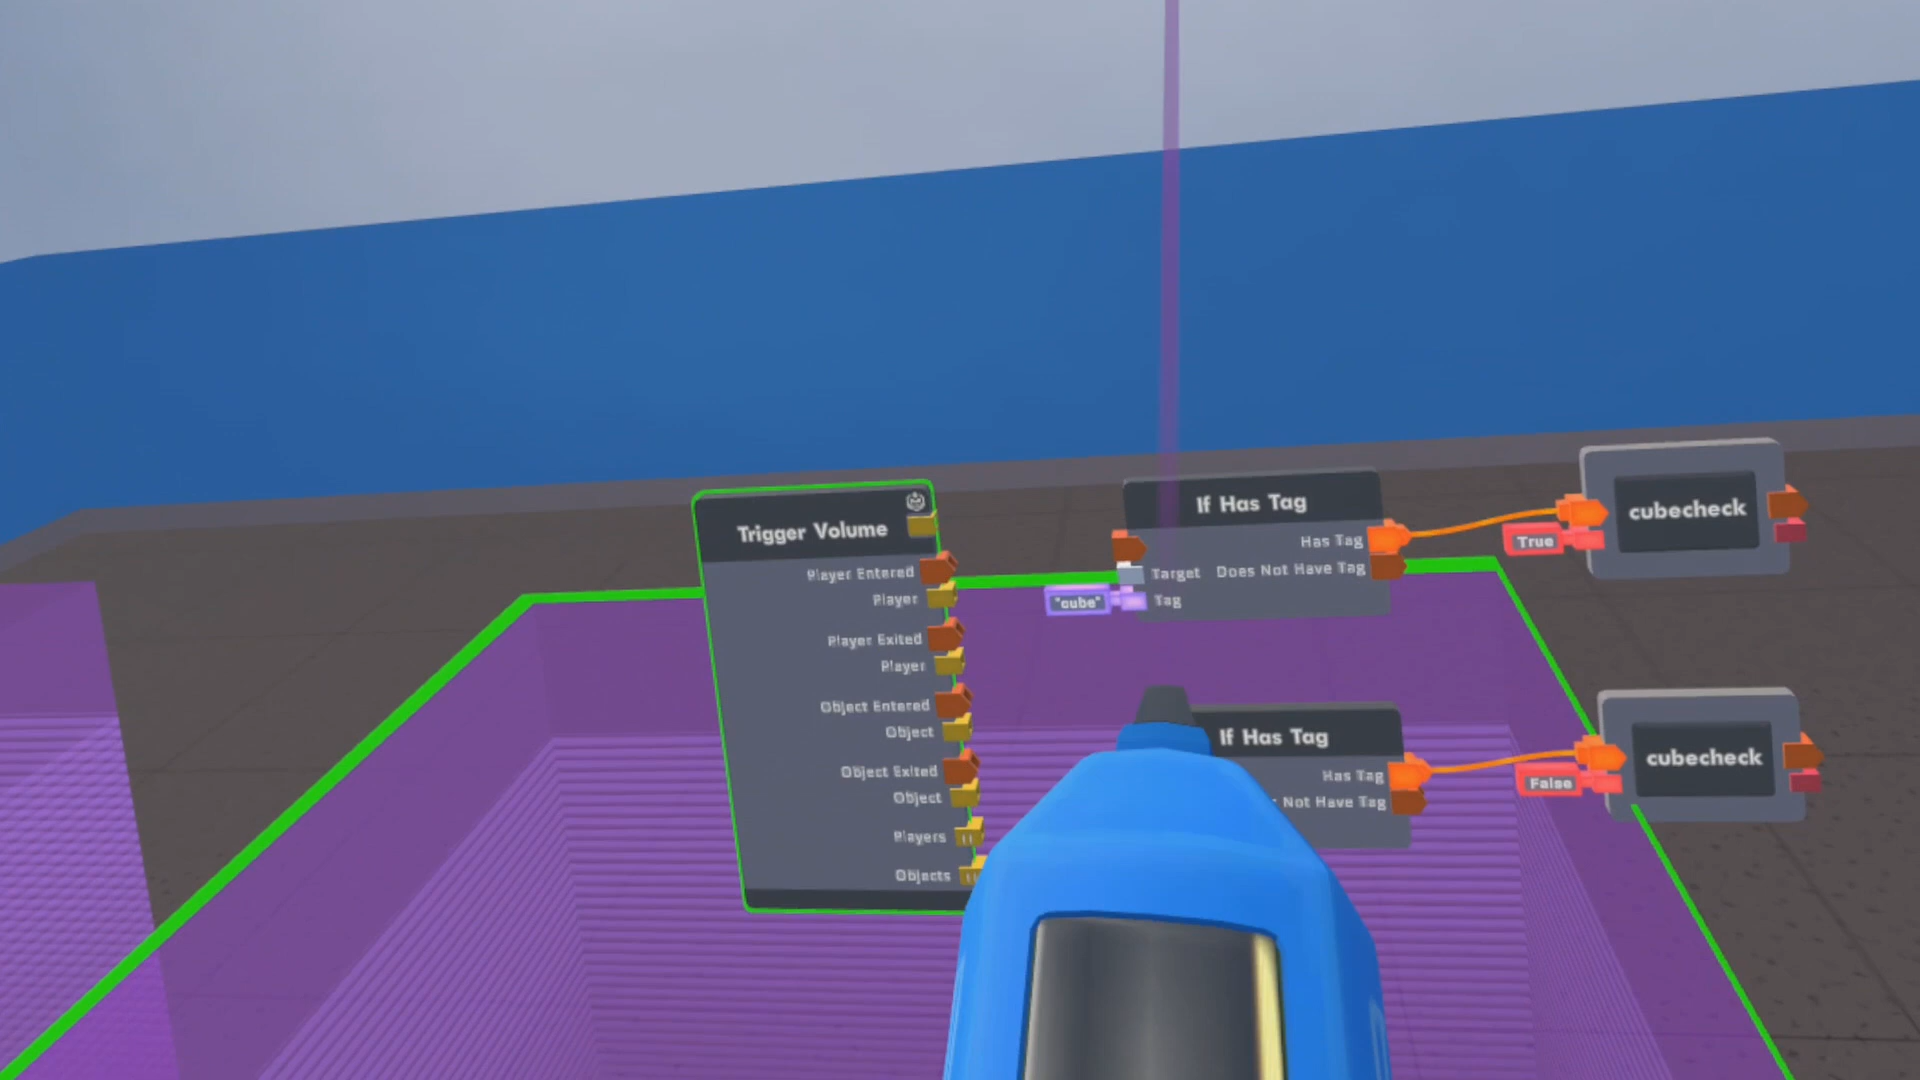 Trigger Volume
Player Entered
Player
Player Exited
Player
Object Entered
Object
Object Exited
Object
Players
Objects
If Has Tag
Has Tag
Target Does Not Have Tag
"cube" Tag
True
cubecheck
If Has Tag
Has Tag
Not Have Tag
False
cubecheck